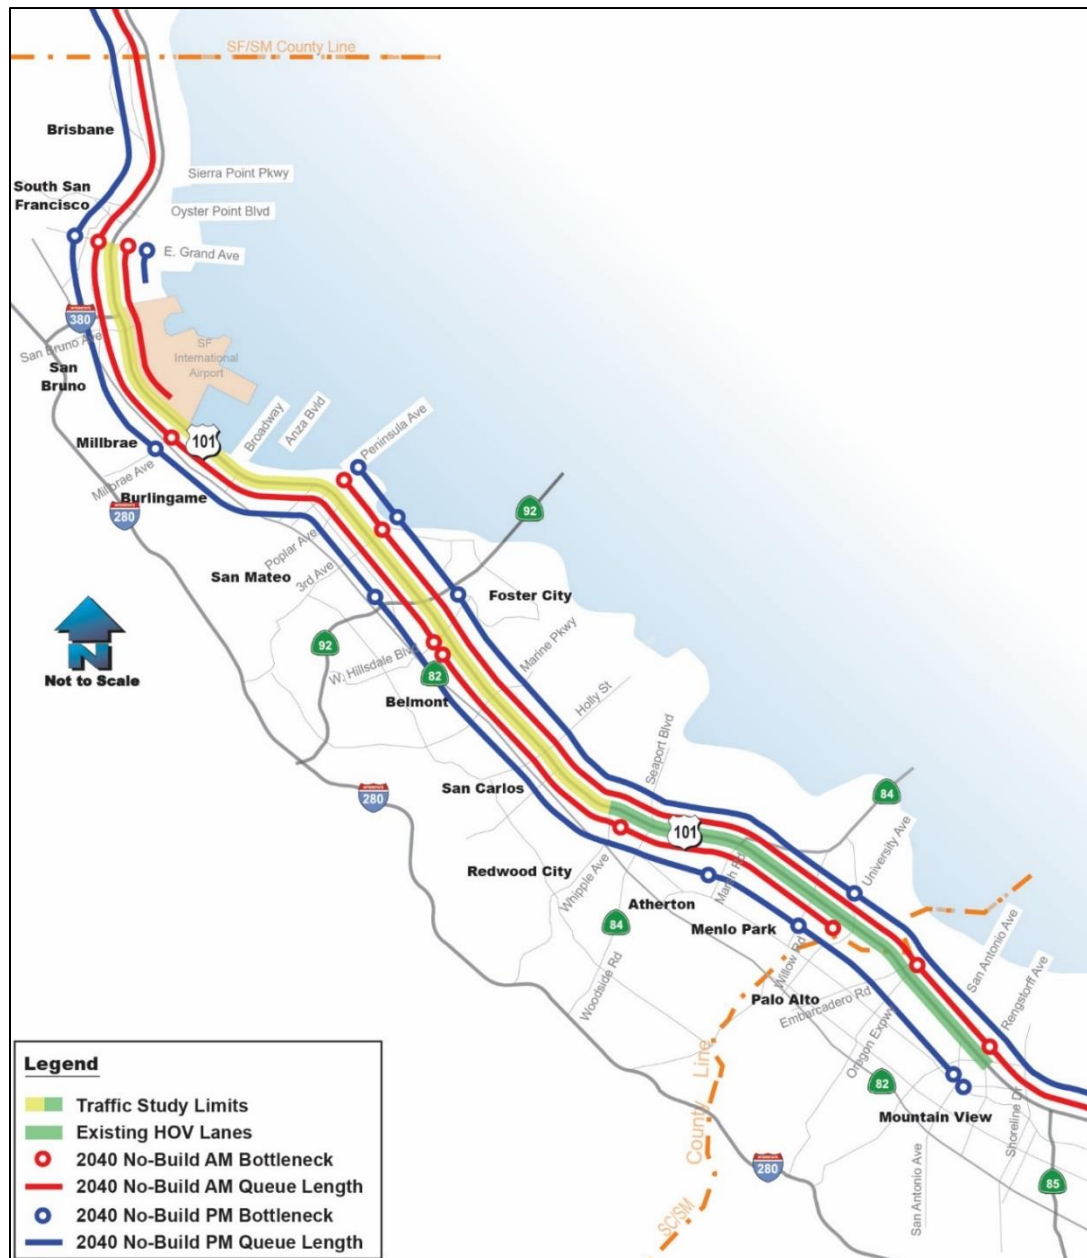 SF/SM County Line
Brisbane
Sierra Point Pkwy
South San
Francisco
Oyster Point Blvd
E. Grand Ave
380
San Bruno Ave
SF
International
Airport
San
Bruno
Broadway
Anza Bvld
Peninsula Ave
Millbrae
101
Millbrae Ave
Burlingame
280
92
Poplar Ave
3rd Ave
San Mateo
Foster City
92
W. Hillsdale Blvd
Marine Pkwy
82
Belmont
N
Not to Scale
Holly St
Seaport Blvd
280
San Carlos
84
101
University Ave
Redwood City
Whipple Ave
Marsh Rd
Atherton
84
Menlo Park
Willow Rd
Woodside Rd
San Antonio Ave
Palo Alto
Embarcadero Rd
Rengstorff Ave
Oregon Expwy
82
Mountain View
Shoreline Dr
County Line
SC/SM
280
San Antonio Ave
85
Legend
Traffic Study Limits
Existing HOV Lanes
2040 No-Build AM Bottleneck
2040 No-Build AM Queue Length
2040 No-Build PM Bottleneck
2040 No-Build PM Queue Length